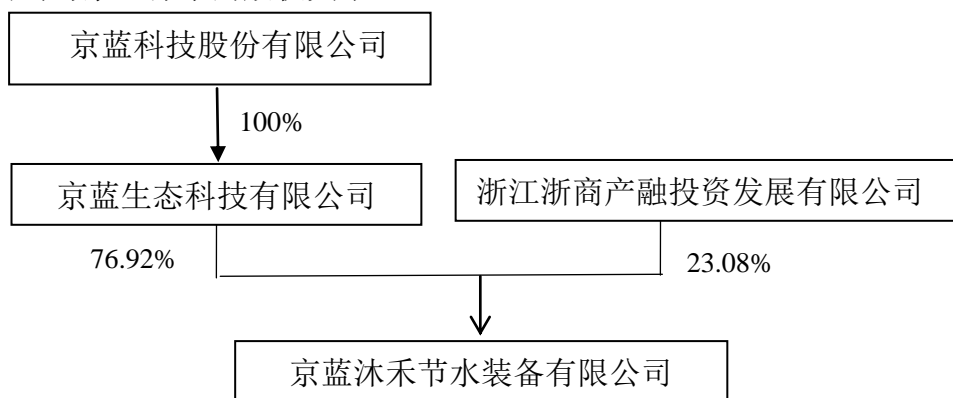 京蓝科技股份有限公司
100%
京蓝生态科技有限公司
浙江浙商产融投资发展有限公司
76.92%
23.08%
京蓝沐禾节水装备有限公司